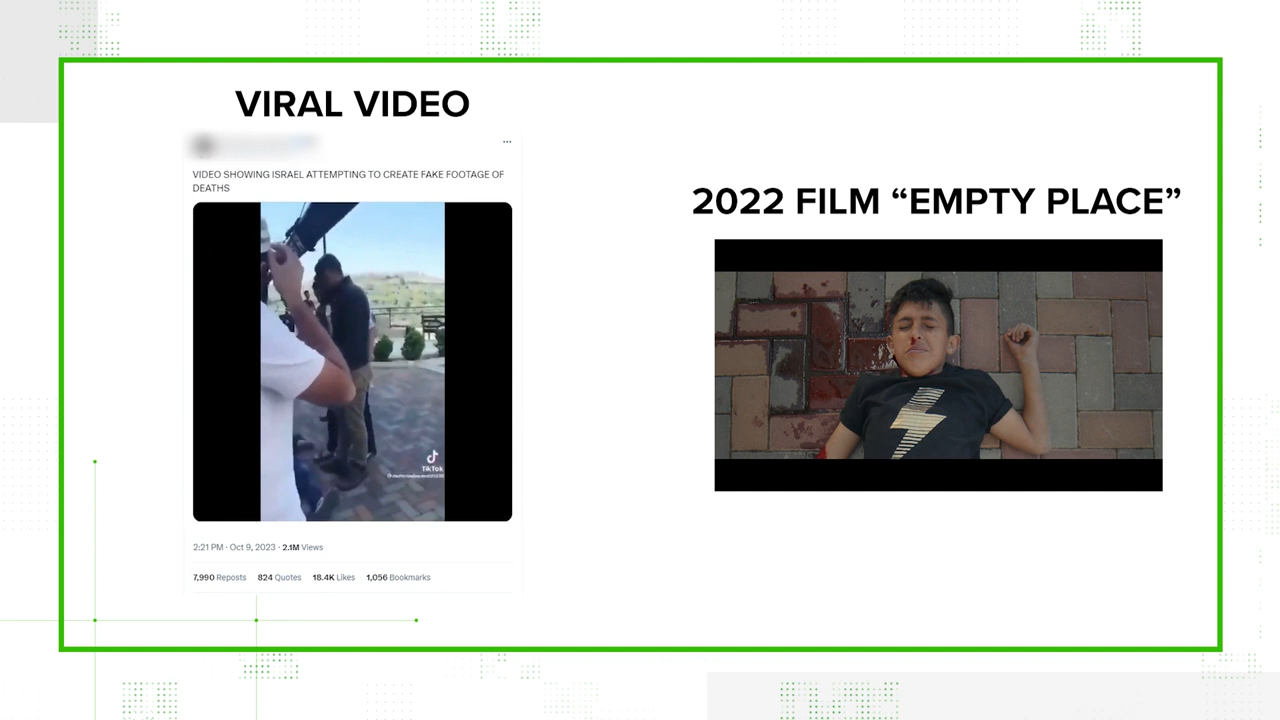 VIRAL VIDEO
VIDEO SHOWING ISRAEL ATTEMPTING TO CREATE FAKE FOOTAGE OF
DEATHS
TikTok
2:21 PM · Oct 9, 2023 · 2.1M Views
7,990 Reposts 824 Quotes 18.4K Likes 1,056 Bookmarks
2022 FILM “EMPTY PLACE”